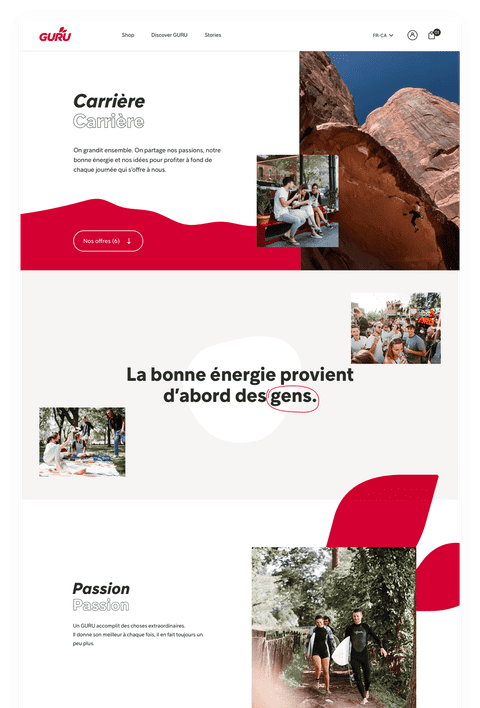 GURU
Shop
Discover GURU
Stories
FR-CA
Carrière
Carrière
On grandit ensemble. On partage nos passions, notre
bonne énergie et nos idées pour profiter à fond de
chaque journée qui s'offre à nous.
Nos offres (6)
La bonne énergie provient
d'abord des gens.
Passion
Passion
Un GURU accomplit des choses extraordinaires.
Il donne son meilleur à chaque fois, il en fait toujours un
peu plus.